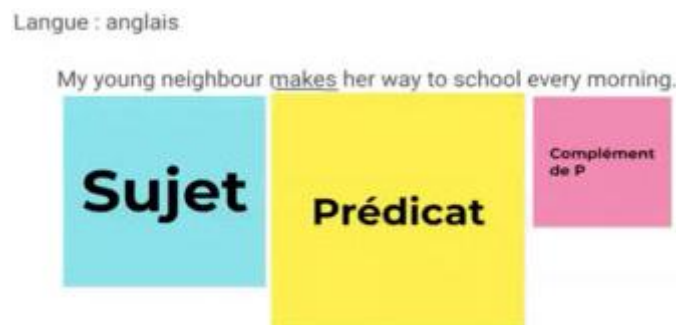 Langue : anglais
My young neighbour makes her way to school every morning.
Sujet
Prédicat
Complément
de P